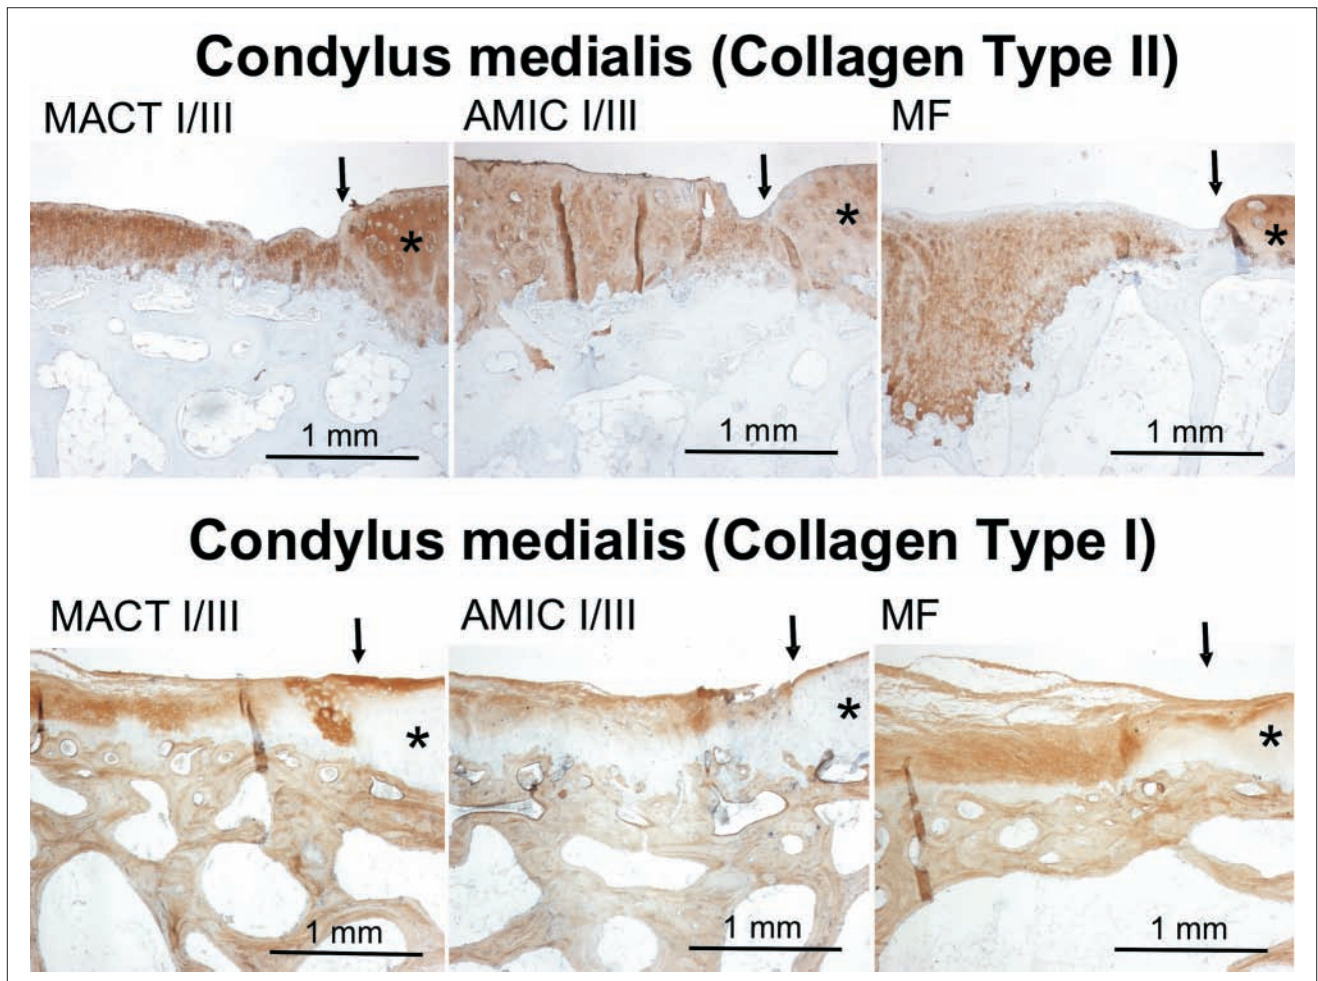 Condylus medialis (Collagen Type II)
MACT I/III AMIC I/III MF
* * *
1 mm 1 mm 1 mm
Condylus medialis (Collagen Type I)
MACT I/III AMIC I/III MF
* * *
1 mm 1 mm 1 mm